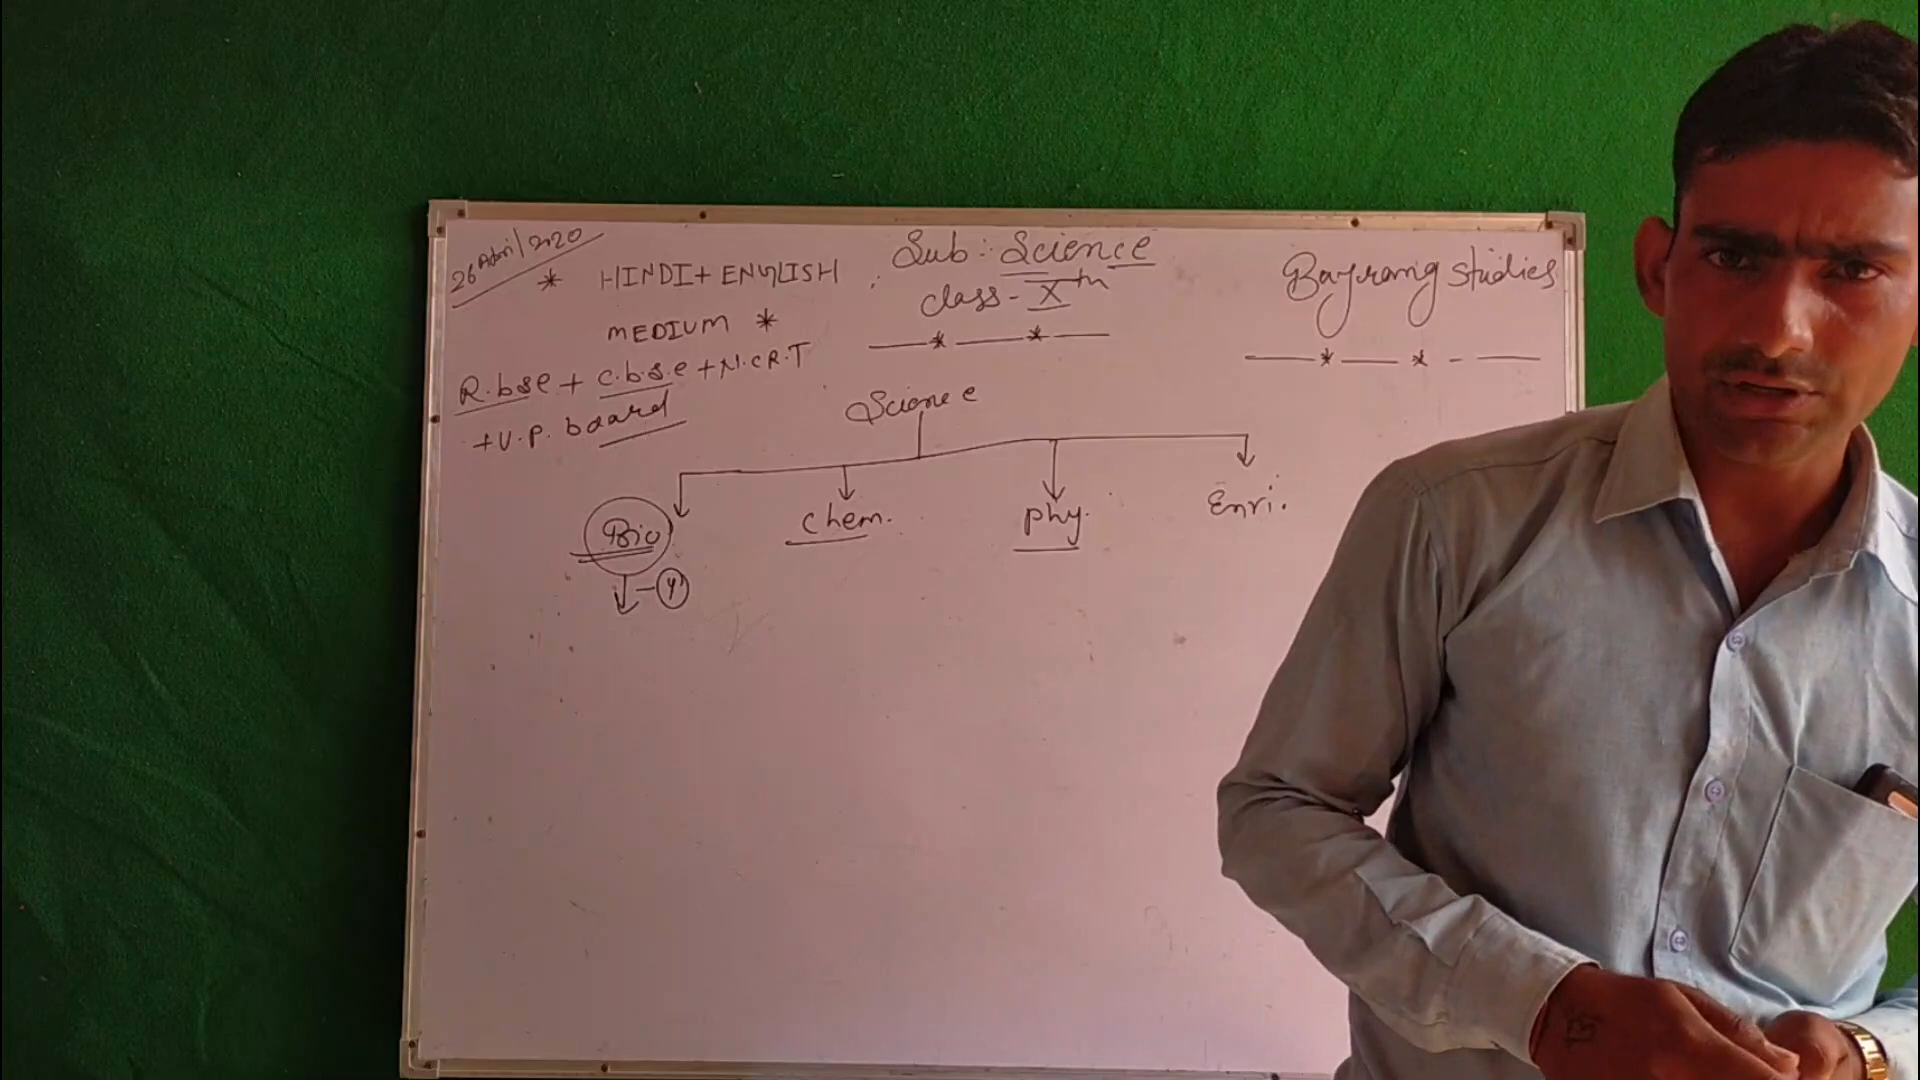 26 April/2020
* HINDI+ ENGLISH
MEDIUM *
R.bse + c.b.s.e + N.CR.T
+ U.P. board
Sub: Science
class - Xth
Bajrang Studies
Science
Bio
chem.
phy.
Envi.